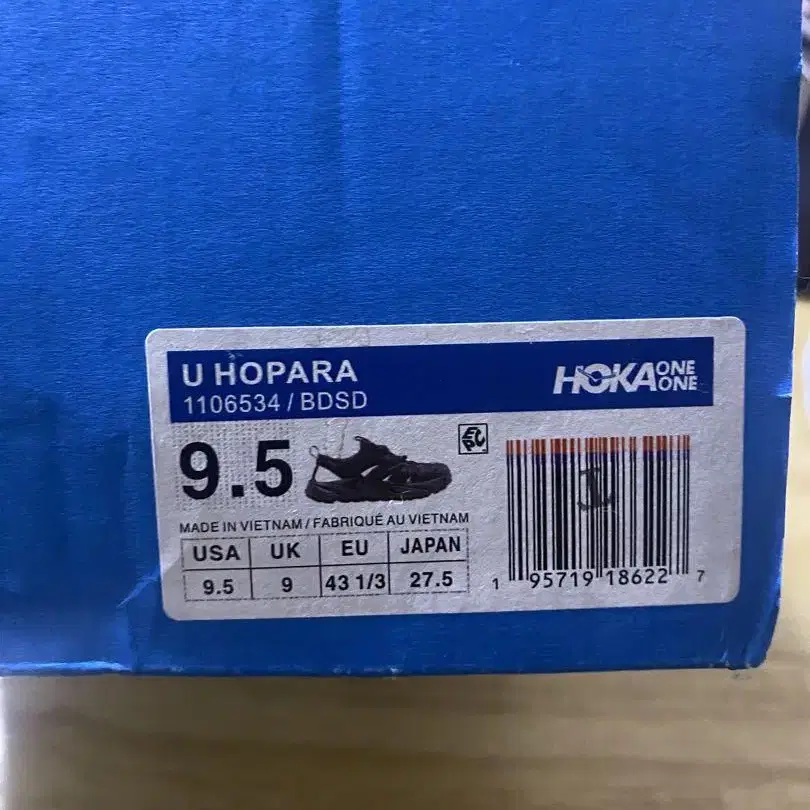 U HOPARA
1106534 / BDSD
HOKA ONE ONE
9.5
EPC
MADE IN VIETNAM / FABRIQUÉ AU VIETNAM
USA UK EU JAPAN
9.5 9 43 1/3 27.5
1 95719 18622 7